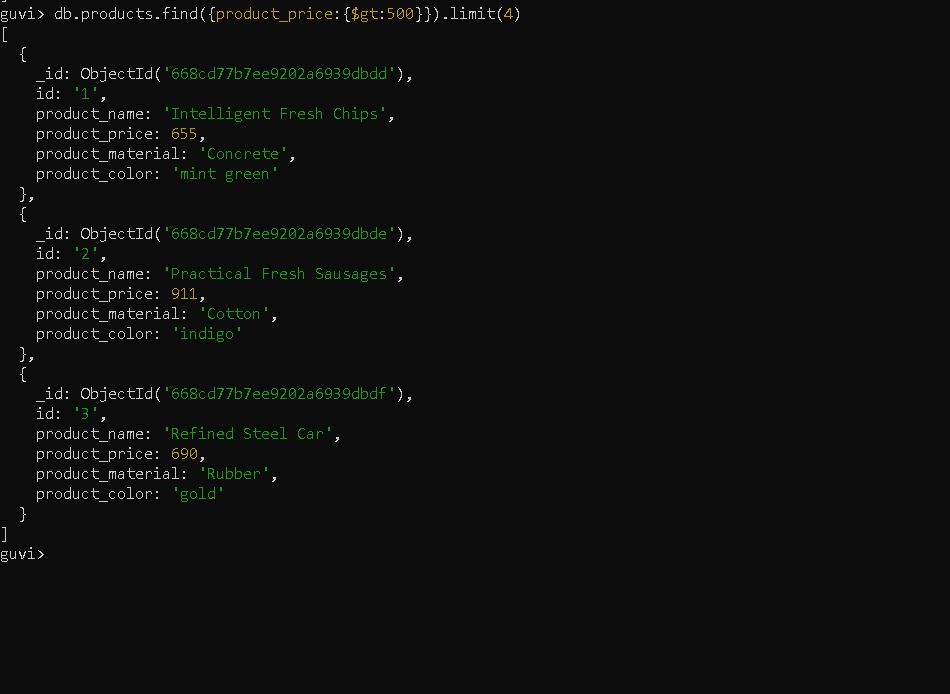 guvi> db.products.find({product_price:{$gt:500}}).limit(4)
[
  {
    _id: ObjectId('668cd77b7ee9202a6939dbdd'),
    id: '1',
    product_name: 'Intelligent Fresh Chips',
    product_price: 655,
    product_material: 'Concrete',
    product_color: 'mint green'
  },
  {
    _id: ObjectId('668cd77b7ee9202a6939dbde'),
    id: '2',
    product_name: 'Practical Fresh Sausages',
    product_price: 911,
    product_material: 'Cotton',
    product_color: 'indigo'
  },
  {
    _id: ObjectId('668cd77b7ee9202a6939dbdf'),
    id: '3',
    product_name: 'Refined Steel Car',
    product_price: 690,
    product_material: 'Rubber',
    product_color: 'gold'
  }
]
guvi>